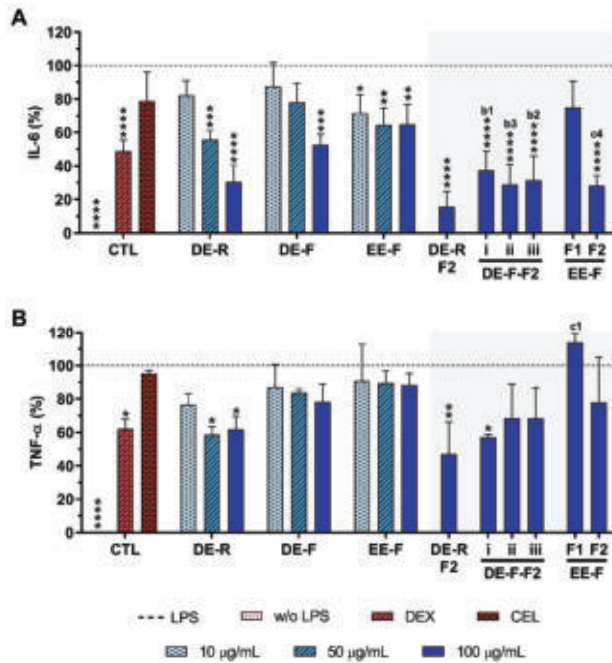 A
IL-6 (%)
120
100
80
60
40
20
0
**** **** *** **** *** * ** ** **** b1 **** b3 **** b2 **** c4 ****
CTL DE-R DE-F EE-F DE-R F2 i ii iii F1 F2
DE-F-F2 EE-F
B
TNF-α (%)
120
100
80
60
40
20
0
**** * * * ** * c1
CTL DE-R DE-F EE-F DE-R F2 i ii iii F1 F2
DE-F-F2 EE-F
LPS w/o LPS DEX CEL
10 µg/mL 50 µg/mL 100 µg/mL